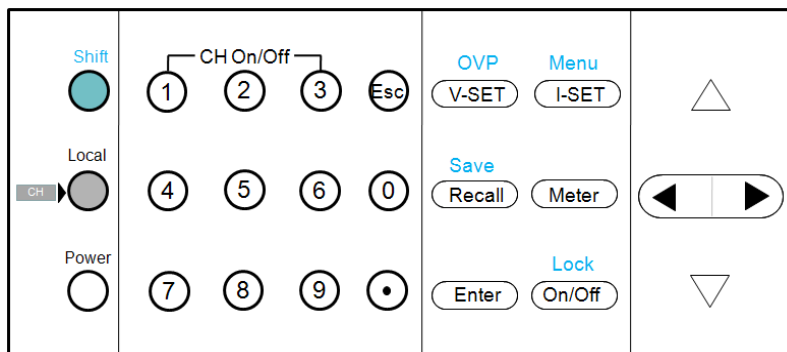 Shift CH On/Off OVP Menu
1 2 3 Esc V-SET I-SET
Local Save
CH 4 5 6 0 Recall Meter
Power Lock
7 8 9 • Enter On/Off